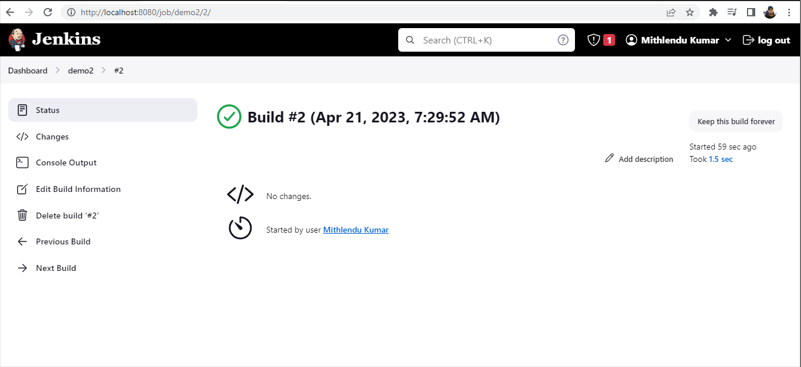 http://localhost:8080/job/demo2/2/
Jenkins
Search (CTRL+K)
?
1
Mithlendu Kumar
log out
Dashboard
demo2
#2
Status
Changes
Console Output
Edit Build Information
Delete build ‘#2’
Previous Build
Next Build
Build #2 (Apr 21, 2023, 7:29:52 AM)
Keep this build forever
Started 59 sec ago
Took 1.5 sec
Add description
No changes.
Started by user Mithlendu Kumar